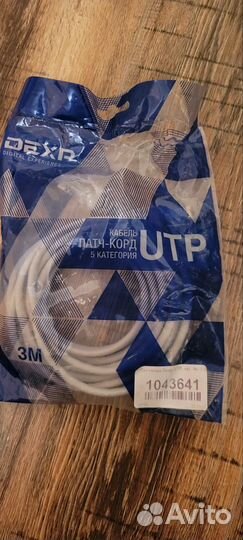 DEXP
DIGITAL EXPERIENCE
КАБЕЛЬ
ПАТЧ-КОРД
5 КАТЕГОРИЯ
UTP
3М
1043641
Avito